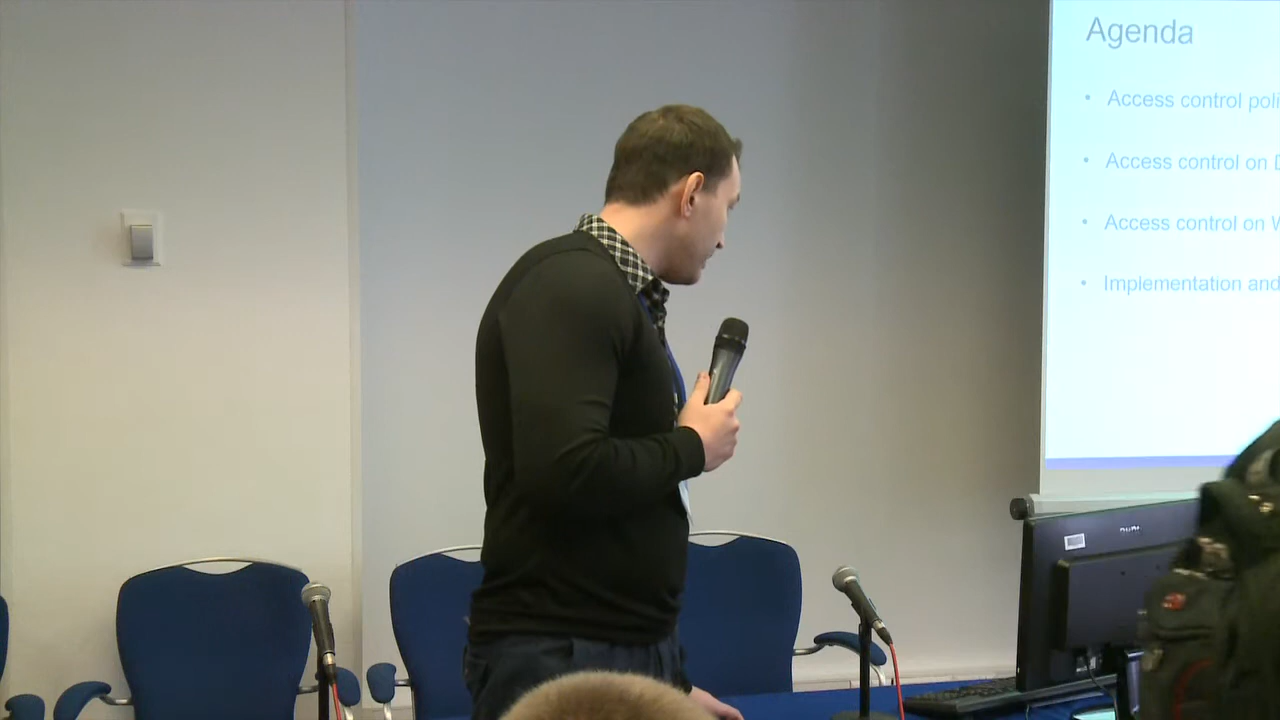 Agenda
• Access control poli
• Access control on D
• Access control on W
• Implementation and